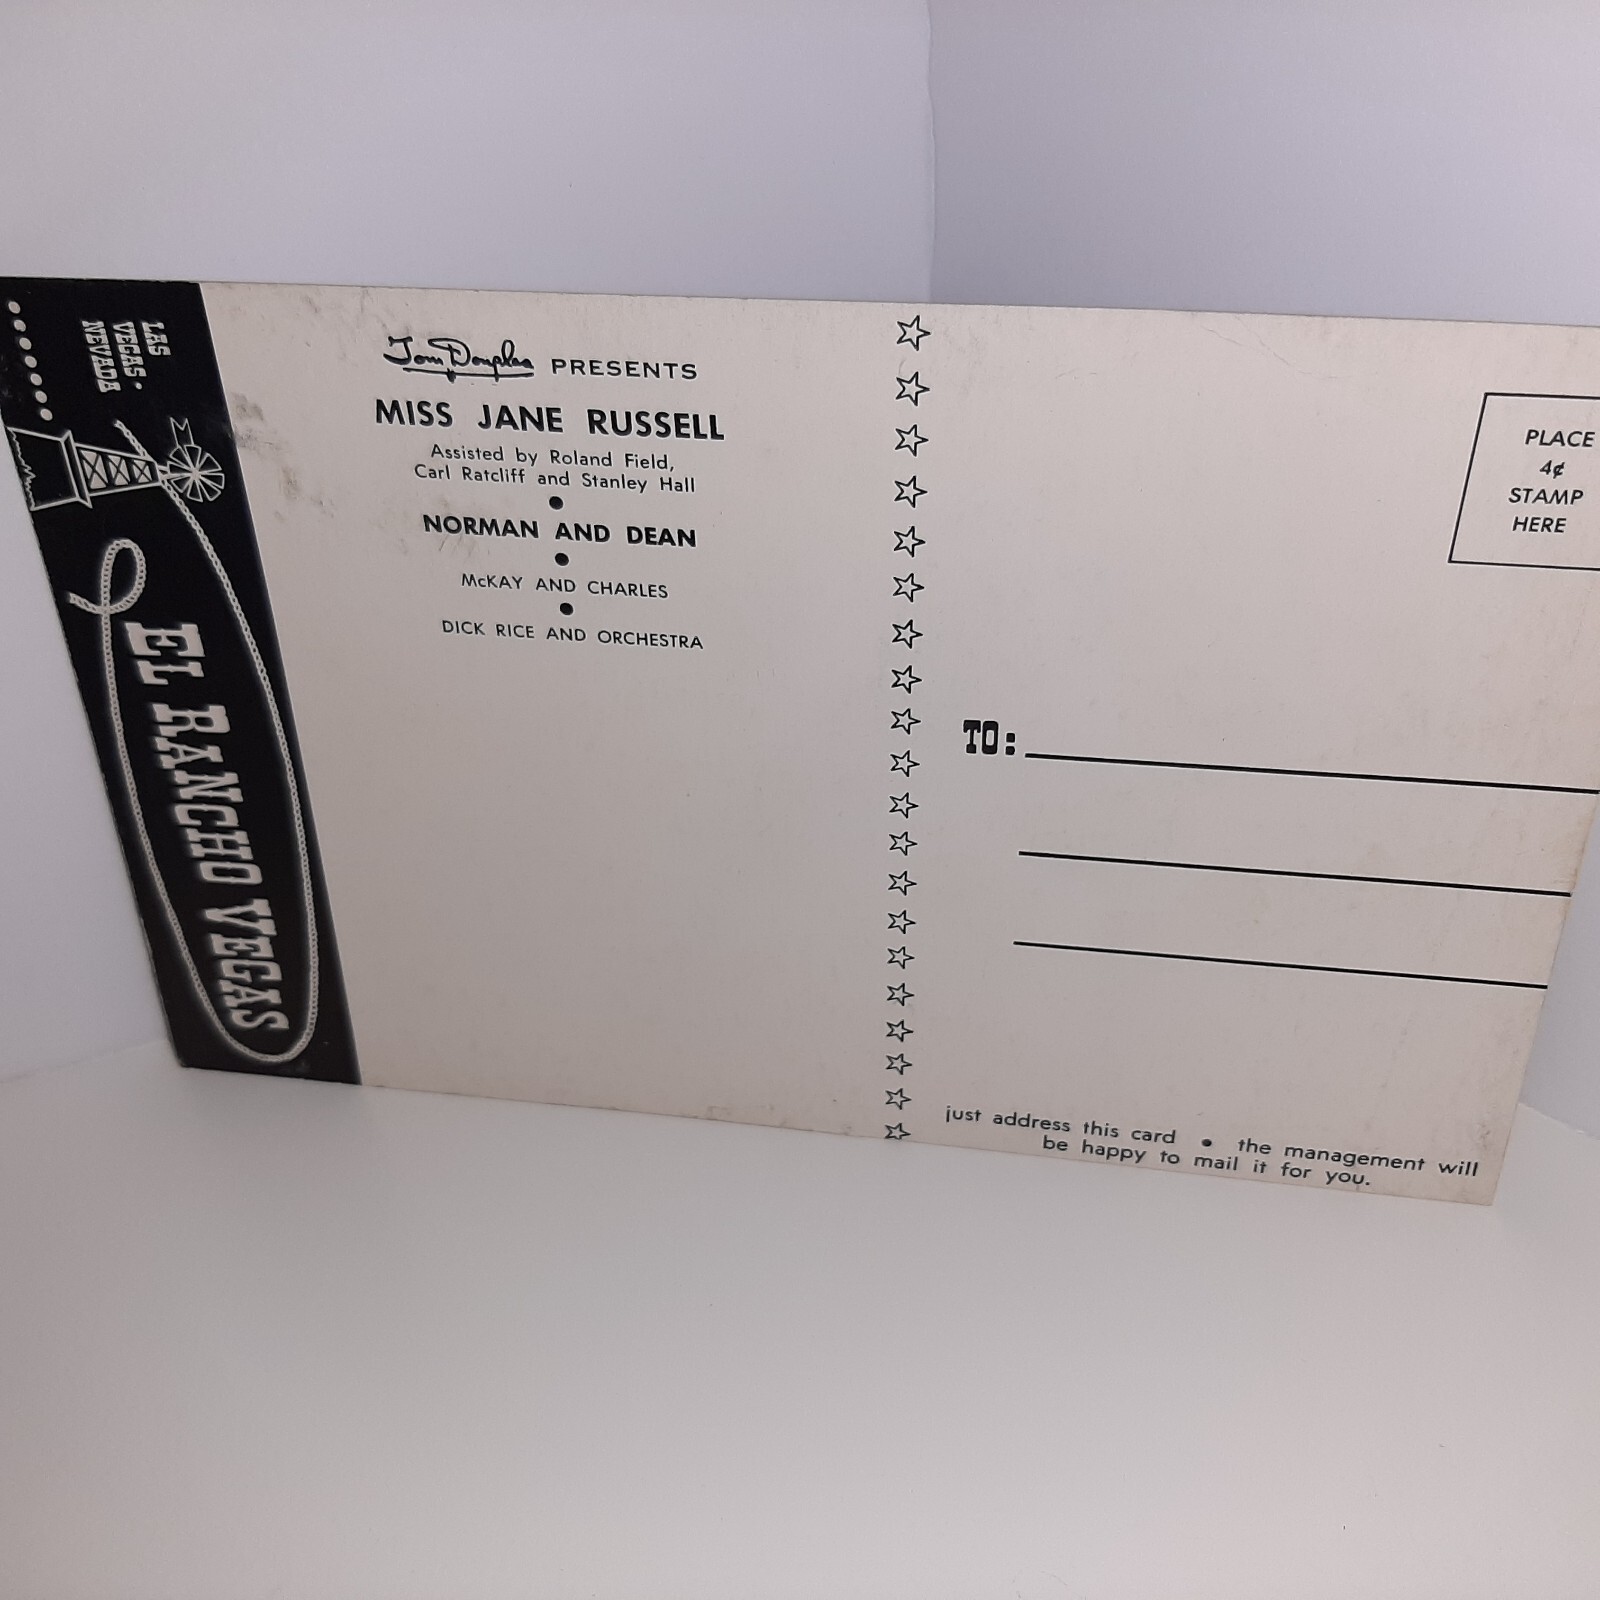 LAS
VEGAS•
NEVADA
EL RANCHO VEGAS
Tom Douglas PRESENTS
MISS JANE RUSSELL
Assisted by Roland Field,
Carl Ratcliff and Stanley Hall
•
NORMAN AND DEAN
•
McKAY AND CHARLES
•
DICK RICE AND ORCHESTRA
PLACE
4¢
STAMP
HERE
TO:
just address this card • the management will
be happy to mail it for you.